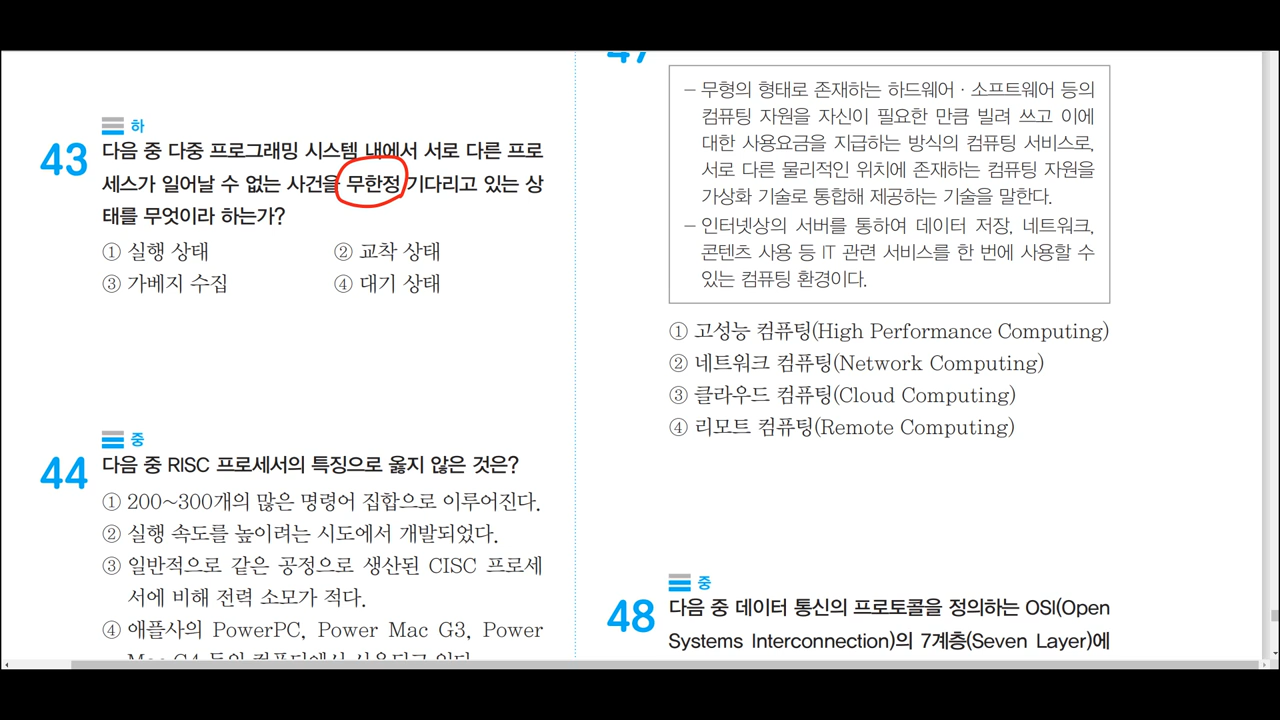 하
43
다음 중 다중 프로그래밍 시스템 내에서 서로 다른 프로
세스가 일어날 수 없는 사건을 무한정 기다리고 있는 상
태를 무엇이라 하는가?
① 실행 상태
② 교착 상태
③ 가베지 수집
④ 대기 상태
중
44
다음 중 RISC 프로세서의 특징으로 옳지 않은 것은?
① 200~300개의 많은 명령어 집합으로 이루어진다.
② 실행 속도를 높이려는 시도에서 개발되었다.
③ 일반적으로 같은 공정으로 생산된 CISC 프로세
서에 비해 전력 소모가 적다.
④ 애플사의 PowerPC, Power Mac G3, Power
47
– 무형의 형태로 존재하는 하드웨어 · 소프트웨어 등의
컴퓨팅 자원을 자신이 필요한 만큼 빌려 쓰고 이에
대한 사용요금을 지급하는 방식의 컴퓨팅 서비스로,
서로 다른 물리적인 위치에 존재하는 컴퓨팅 자원을
가상화 기술로 통합해 제공하는 기술을 말한다.
– 인터넷상의 서버를 통하여 데이터 저장, 네트워크,
콘텐츠 사용 등 IT 관련 서비스를 한 번에 사용할 수
있는 컴퓨팅 환경이다.
① 고성능 컴퓨팅(High Performance Computing)
② 네트워크 컴퓨팅(Network Computing)
③ 클라우드 컴퓨팅(Cloud Computing)
④ 리모트 컴퓨팅(Remote Computing)
중
48
다음 중 데이터 통신의 프로토콜을 정의하는 OSI(Open
Systems Interconnection)의 7계층(Seven Layer)에